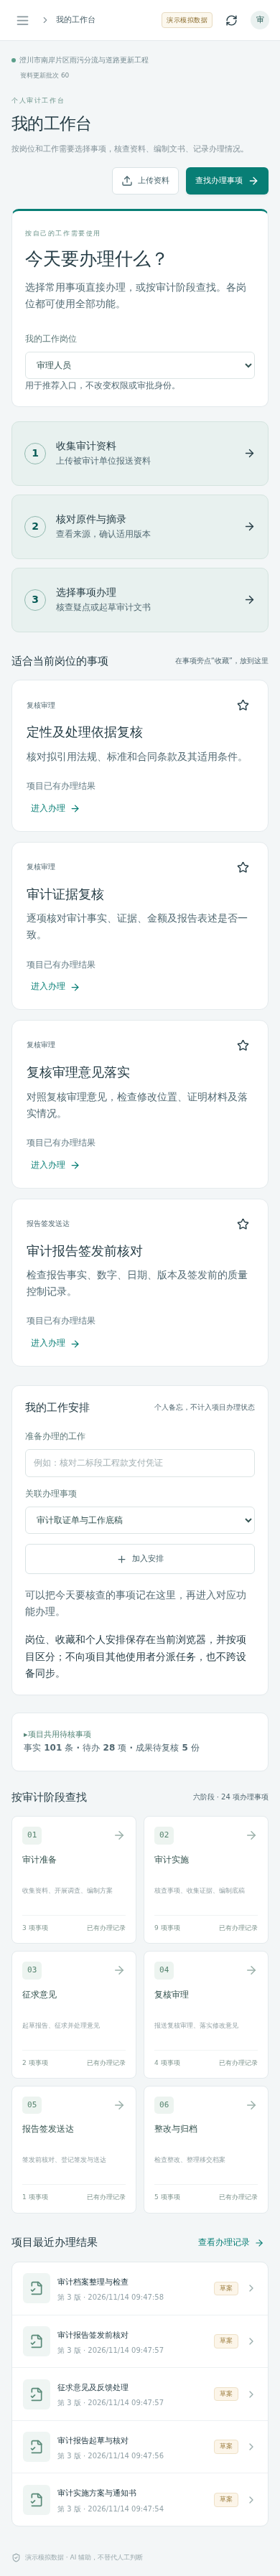 我的工作台
演示模拟数据
审
澄川市南岸片区雨污分流与道路更新工程
资料更新批次 60
个人审计工作台
我的工作台
按岗位和工作需要选择事项，核查资料、编制文书、记录办理情况。
上传资料
查找办理事项
按自己的工作需要使用
今天要办理什么？
选择常用事项直接办理，或按审计阶段查找。各岗
位都可使用全部功能。
我的工作岗位
审理人员
用于推荐入口，不改变权限或审批身份。
1
收集审计资料
上传被审计单位报送资料
2
核对原件与摘录
查看来源，确认适用版本
3
选择事项办理
核查疑点或起草审计文书
适合当前岗位的事项
在事项旁点“收藏”，放到这里
复核审理
定性及处理依据复核
核对拟引用法规、标准和合同条款及其适用条件。
项目已有办理结果
进入办理
复核审理
审计证据复核
逐项核对审计事实、证据、金额及报告表述是否一
致。
项目已有办理结果
进入办理
复核审理
复核审理意见落实
对照复核审理意见，检查修改位置、证明材料及落
实情况。
项目已有办理结果
进入办理
报告签发送达
审计报告签发前核对
检查报告事实、数字、日期、版本及签发前的质量
控制记录。
项目已有办理结果
进入办理
我的工作安排
个人备忘，不计入项目办理状态
准备办理的工作
例如：核对二标段工程款支付凭证
关联办理事项
审计取证单与工作底稿
加入安排
可以把今天要核查的事项记在这里，再进入对应功
能办理。
岗位、收藏和个人安排保存在当前浏览器，并按项
目区分；不向项目其他使用者分派任务，也不跨设
备同步。
▸项目共用待核事项
事实 101 条・待办 28 项・成果待复核 5 份
按审计阶段查找
六阶段 · 24 项办理事项
01
审计准备
收集资料、开展调查、编制方案
3 项事项
已有办理记录
02
审计实施
核查事项、收集证据、编制底稿
9 项事项
已有办理记录
03
征求意见
起草报告、征求并处理意见
2 项事项
已有办理记录
04
复核审理
报送复核审理、落实修改意见
4 项事项
已有办理记录
05
报告签发送达
签发前核对、登记签发与送达
1 项事项
已有办理记录
06
整改与归档
检查整改、整理移交档案
5 项事项
已有办理记录
项目最近办理结果
查看办理记录
审计档案整理与检查
第 3 版 · 2026/11/14 09:47:58
草案
审计报告签发前核对
第 3 版 · 2026/11/14 09:47:57
草案
征求意见及反馈处理
第 3 版 · 2026/11/14 09:47:57
草案
审计报告起草与核对
第 3 版 · 2026/11/14 09:47:56
草案
审计实施方案与通知书
第 3 版 · 2026/11/14 09:47:54
草案
演示模拟数据 · AI 辅助，不替代人工判断